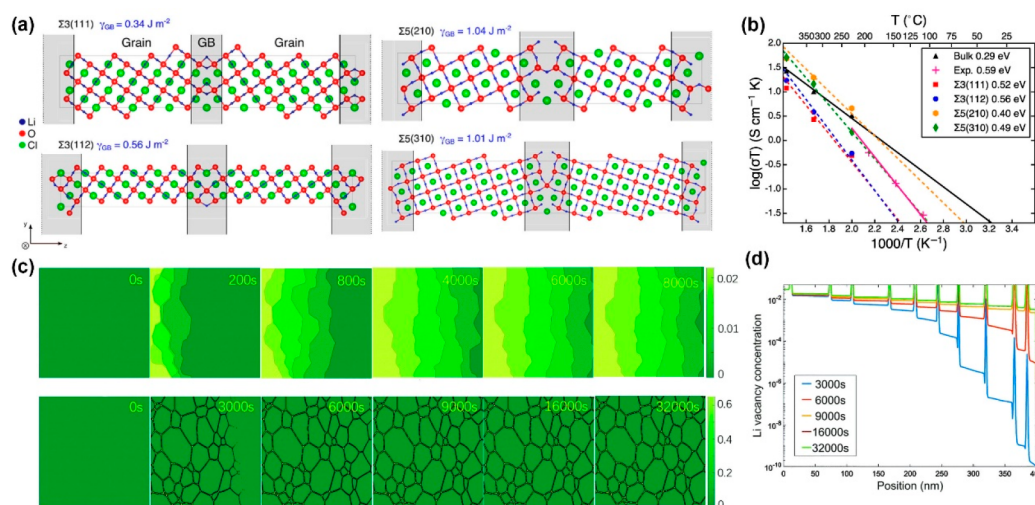 (a)
Σ3(111) γGB = 0.34 J m⁻²
Grain GB Grain
Σ5(210) γGB = 1.04 J m⁻²
Li
O
Cl
Σ3(112) γGB = 0.56 J m⁻²
Σ5(310) γGB = 1.01 J m⁻²
y
x
z
(b)
T (°C)
350 300 250 200 150 125 100 75 50 25
Bulk 0.29 eV
Exp. 0.59 eV
Σ3(111) 0.52 eV
Σ3(112) 0.56 eV
Σ5(210) 0.40 eV
Σ5(310) 0.49 eV
log(σT) (S cm⁻¹ K)
2.0
1.5
1.0
0.5
0.0
-0.5
-1.0
-1.5
1.6 1.8 2.0 2.2 2.4 2.6 2.8 3.0 3.2 3.4
1000/T (K⁻¹)
(c)
0s 200s 800s 4000s 6000s 8000s
0.02
0.01
0
0s 3000s 6000s 9000s 16000s 32000s
0.6
0.4
0.2
0
(d)
Li vacancy concentration
10⁻²
10⁻⁴
10⁻⁶
10⁻⁸
10⁻¹⁰
3000s
6000s
9000s
16000s
32000s
0 50 100 150 200 250 300 350 400
Position (nm)